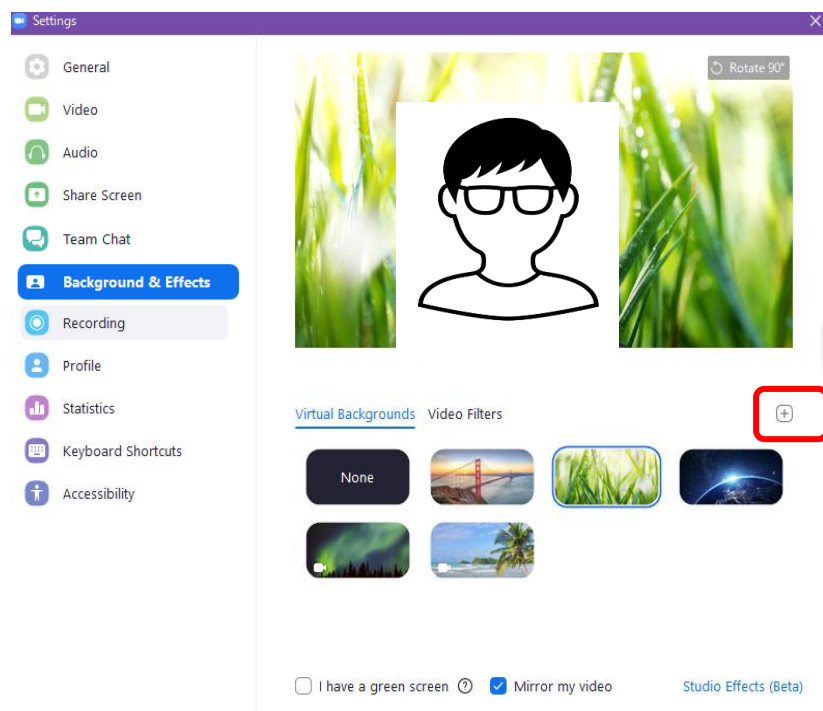 Settings
General
Video
Audio
Share Screen
Team Chat
Background & Effects
Recording
Profile
Statistics
Keyboard Shortcuts
Accessibility
Rotate 90°
Virtual Backgrounds Video Filters
None
I have a green screen Mirror my video Studio Effects (Beta)